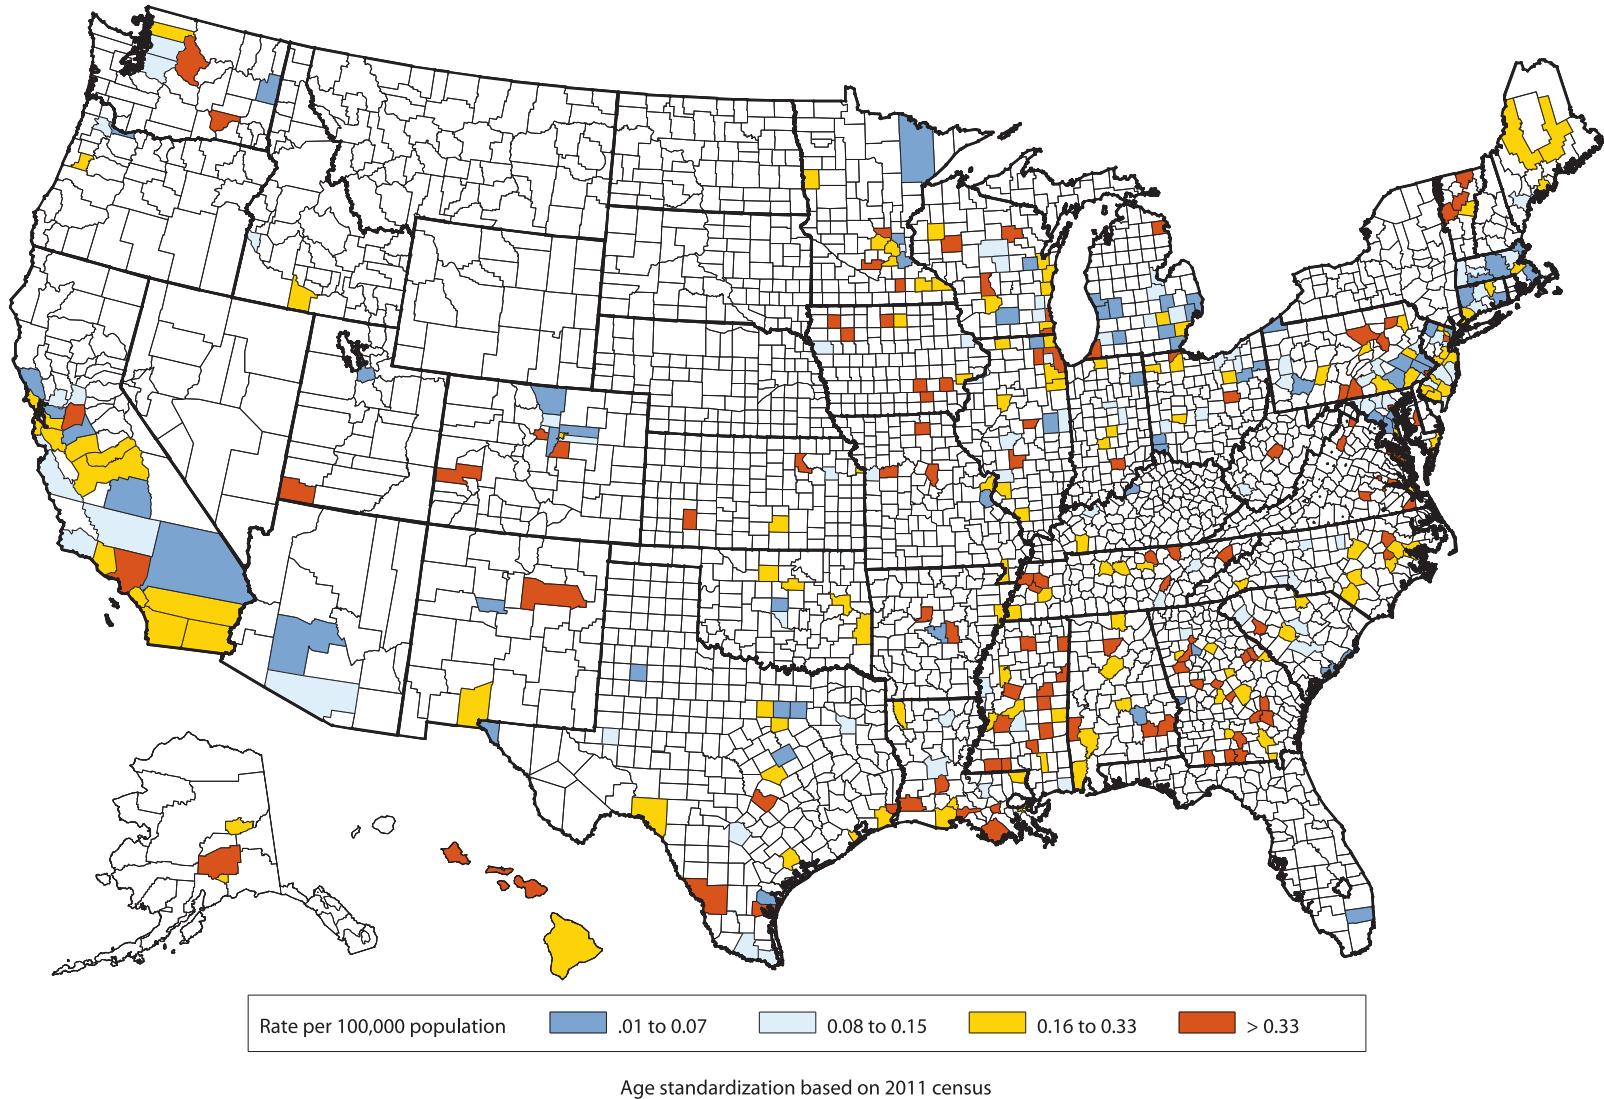 Rate per 100,000 population .01 to 0.07 0.08 to 0.15 0.16 to 0.33 > 0.33
Age standardization based on 2011 census